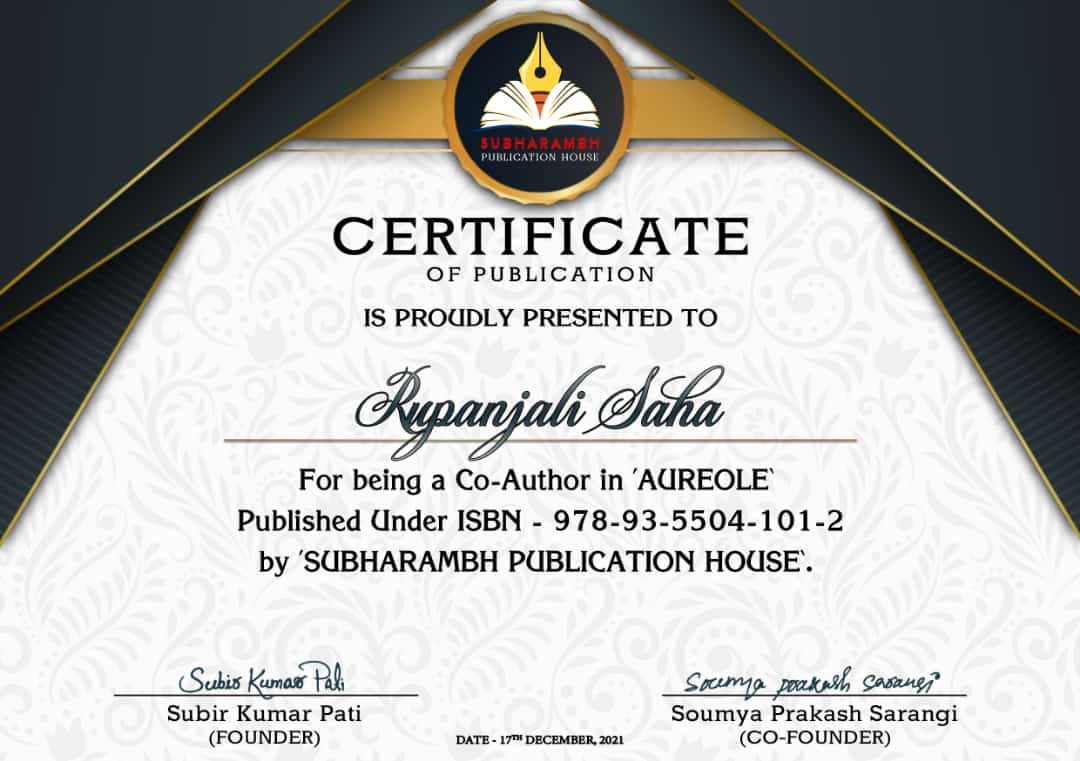 SUBHARAMBH
PUBLICATION HOUSE
CERTIFICATE
OF PUBLICATION
IS PROUDLY PRESENTED TO
Rupanjali Saha
For being a Co-Author in ´AUREOLE`
Published Under ISBN - 978-93-5504-101-2
by ´SUBHARAMBH PUBLICATION HOUSE`.
Subir Kumar Pati
Soumya prakash Sarangi
Subir Kumar Pati
Soumya Prakash Sarangi
(FOUNDER)
DATE - 17TH DECEMBER, 2021
(CO-FOUNDER)